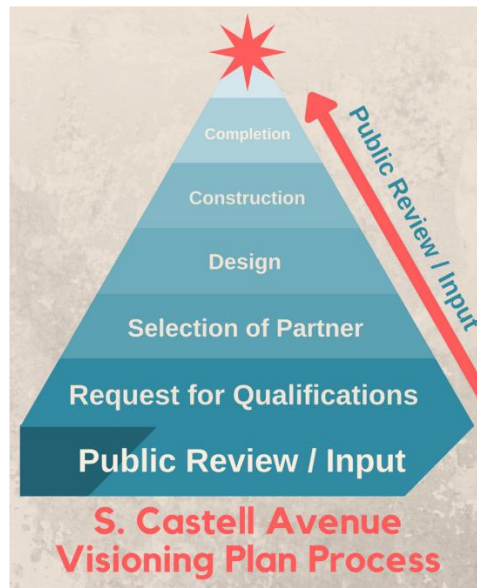 Completion
Construction
Public Review / Input
Design
Selection of Partner
Request for Qualifications
Public Review / Input
S. Castell Avenue
Visioning Plan Process